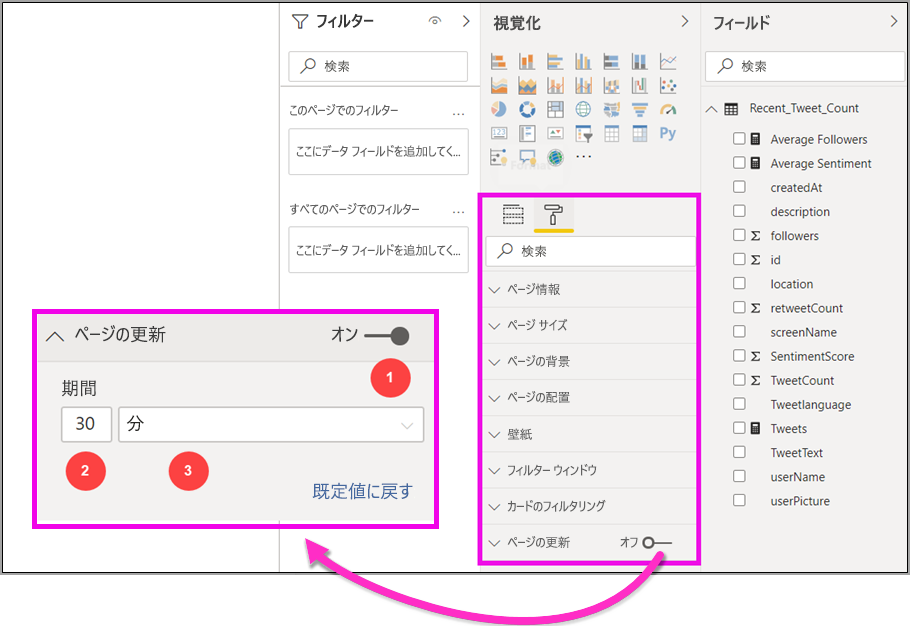 フィルター
検索
このページでのフィルター
...
ここにデータ フィールドを追加してく...
すべてのページでのフィルター
...
ここにデータ フィールドを追加してく...
視覚化
123
Py
...
検索
ページ情報
ページ サイズ
ページの背景
ページの配置
壁紙
フィルター ウィンドウ
カードのフィルタリング
ページの更新 オフ
フィールド
検索
Recent_Tweet_Count
Average Followers
Average Sentiment
createdAt
description
Σ followers
Σ id
location
Σ retweetCount
screenName
Σ SentimentScore
Σ TweetCount
Tweetlanguage
Tweets
TweetText
userName
userPicture
ページの更新 オン
1
期間
30 分
2 3
既定値に戻す